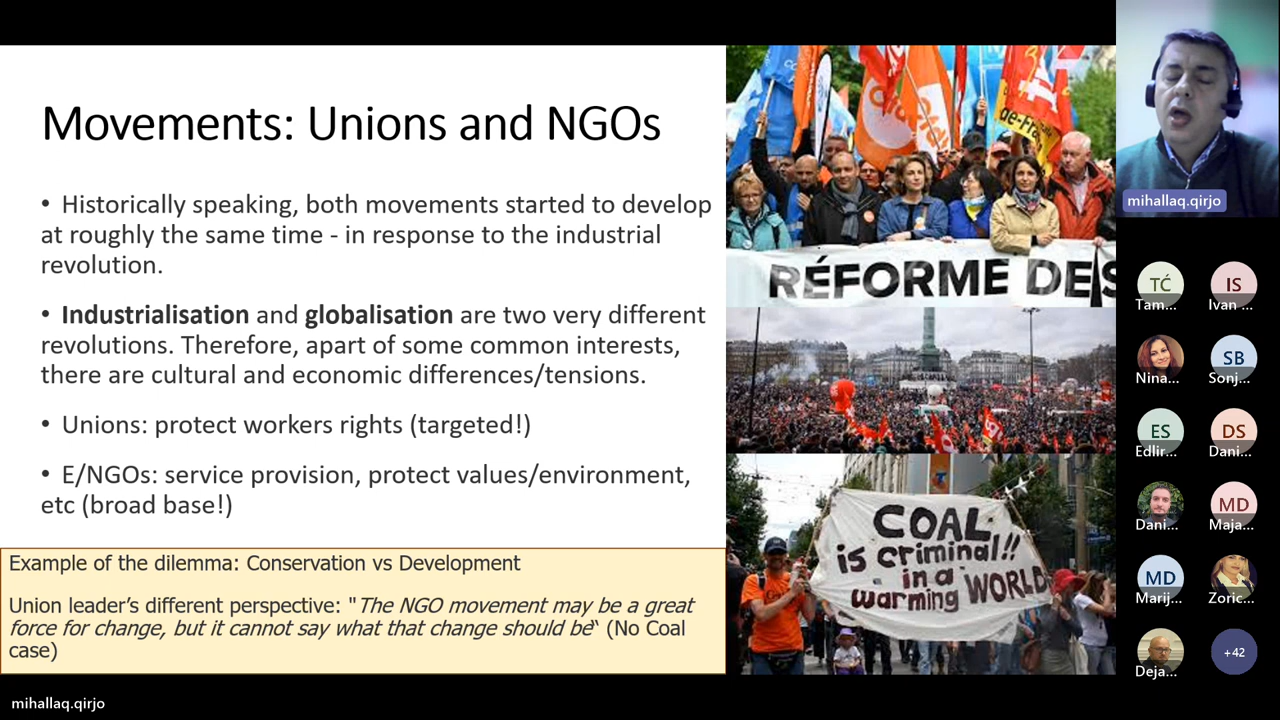 Movements: Unions and NGOs
• Historically speaking, both movements started to develop
at roughly the same time - in response to the industrial
revolution.
• Industrialisation and globalisation are two very different
revolutions. Therefore, apart of some common interests,
there are cultural and economic differences/tensions.
• Unions: protect workers rights (targeted!)
• E/NGOs: service provision, protect values/environment,
etc (broad base!)
Example of the dilemma: Conservation vs Development
Union leader's different perspective: "The NGO movement may be a great
force for change, but it cannot say what that change should be‘ (No Coal
case)
de-Fra
RÉFORME DES
COAL
is criminal!!
in a
warming WORLD
mihallaq.qirjo
TĆ
Tam...
IS
Ivan ...
Nina...
SB
Sonj...
ES
Edlir...
DS
Dani...
Dani...
MD
Maja...
MD
Marij...
Zoric...
Deja...
+42
mihallaq.qirjo